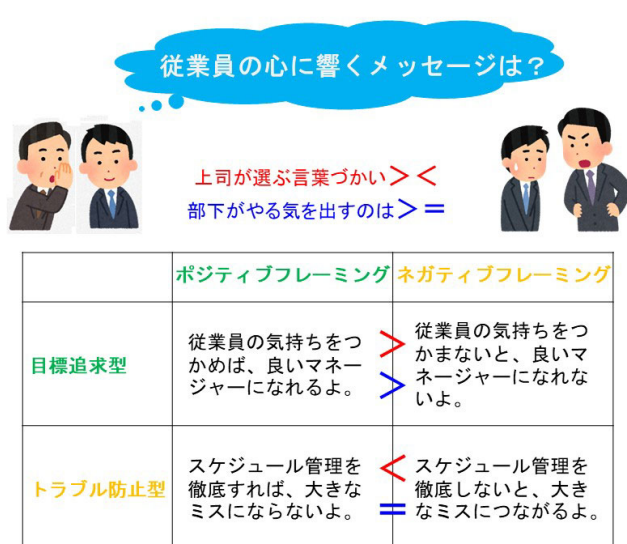 従業員の心に響くメッセージは？
上司が選ぶ言葉づかい＞＜
部下がやる気を出すのは＞＝
ポジティブフレーミング
ネガティブフレーミング
目標追求型
従業員の気持ちをつ
かめば、良いマネー
ジャーになれるよ。
＞
＞
従業員の気持ちをつ
かまないと、良いマ
ネージャーになれな
いよ。
トラブル防止型
スケジュール管理を
徹底すれば、大きな
ミスにならないよ。
＜
＝
スケジュール管理を
徹底しないと、大き
なミスにつながるよ。